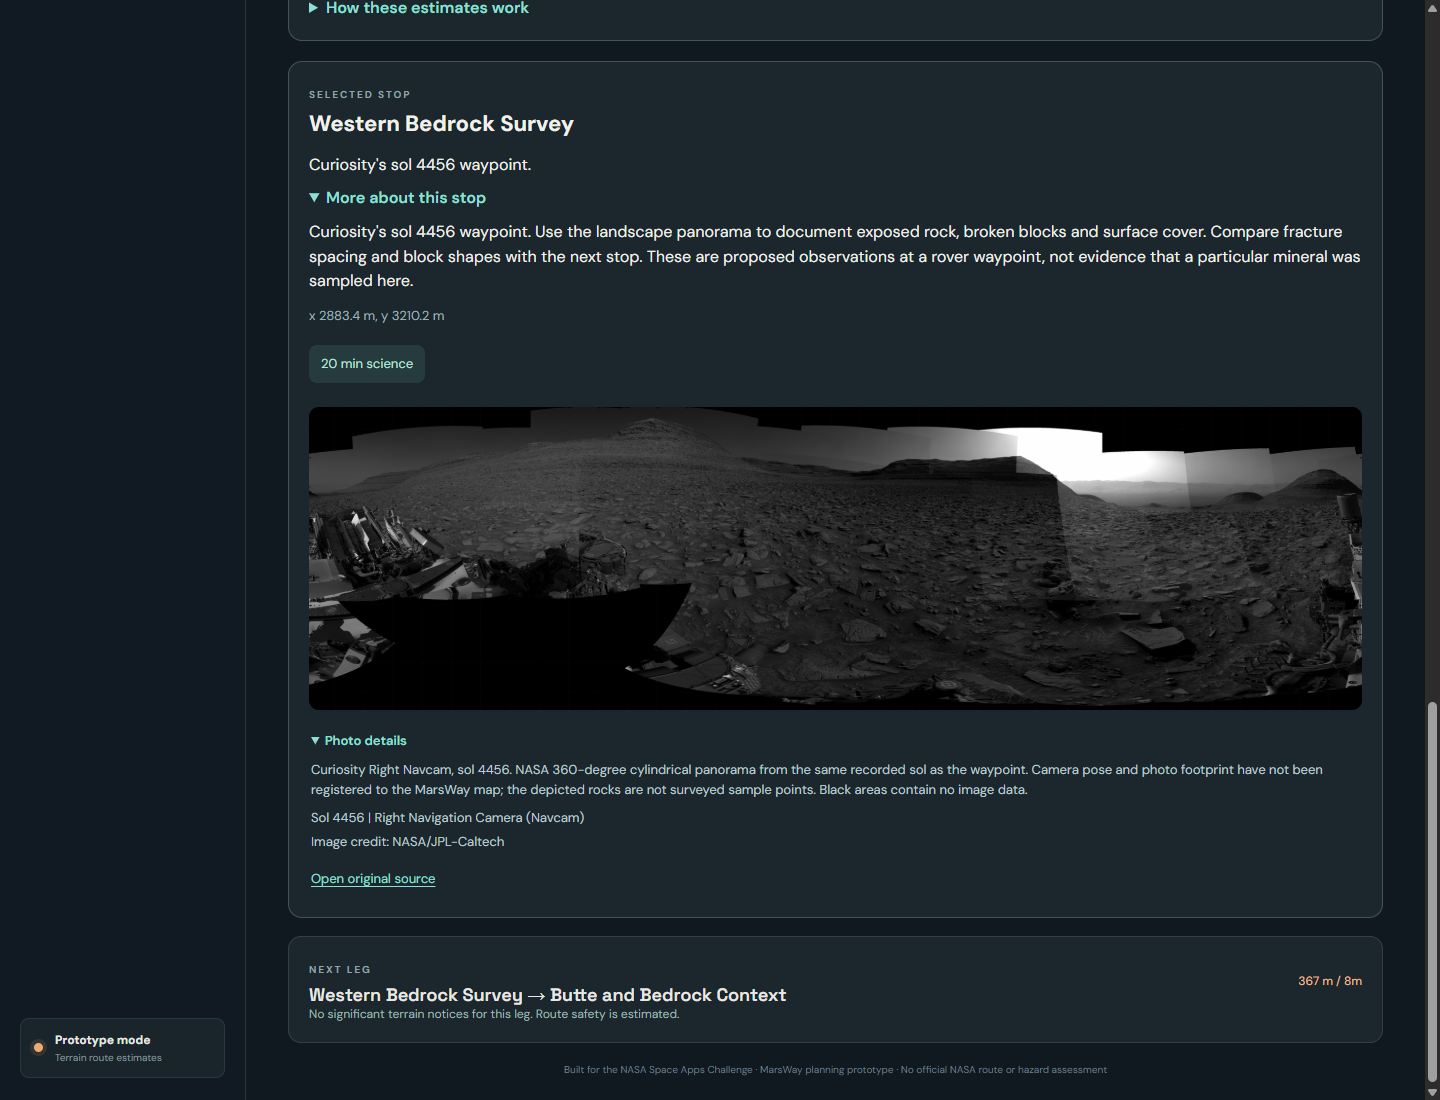 How these estimates work
SELECTED STOP
Western Bedrock Survey
Curiosity's sol 4456 waypoint.
More about this stop
Curiosity's sol 4456 waypoint. Use the landscape panorama to document exposed rock, broken blocks and surface cover. Compare fracture
spacing and block shapes with the next stop. These are proposed observations at a rover waypoint, not evidence that a particular mineral was
sampled here.
x 2883.4 m, y 3210.2 m
20 min science
Photo details
Curiosity Right Navcam, sol 4456. NASA 360-degree cylindrical panorama from the same recorded sol as the waypoint. Camera pose and photo footprint have not been
registered to the MarsWay map; the depicted rocks are not surveyed sample points. Black areas contain no image data.
Sol 4456 | Right Navigation Camera (Navcam)
Image credit: NASA/JPL-Caltech
Open original source
NEXT LEG
Western Bedrock Survey → Butte and Bedrock Context
367 m / 8m
No significant terrain notices for this leg. Route safety is estimated.
Prototype mode
Terrain route estimates
Built for the NASA Space Apps Challenge · MarsWay planning prototype · No official NASA route or hazard assessment